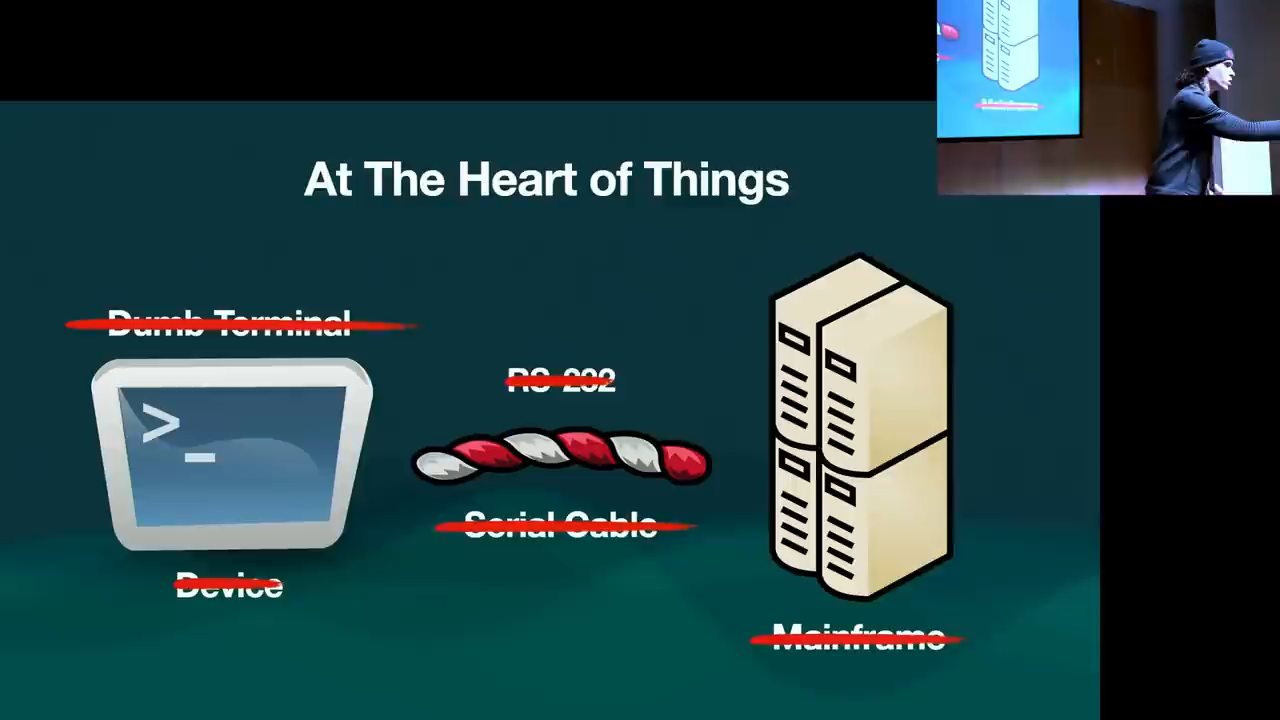 At The Heart of Things
Dumb Terminal
RS-232
Serial Cable
Device
Mainframe